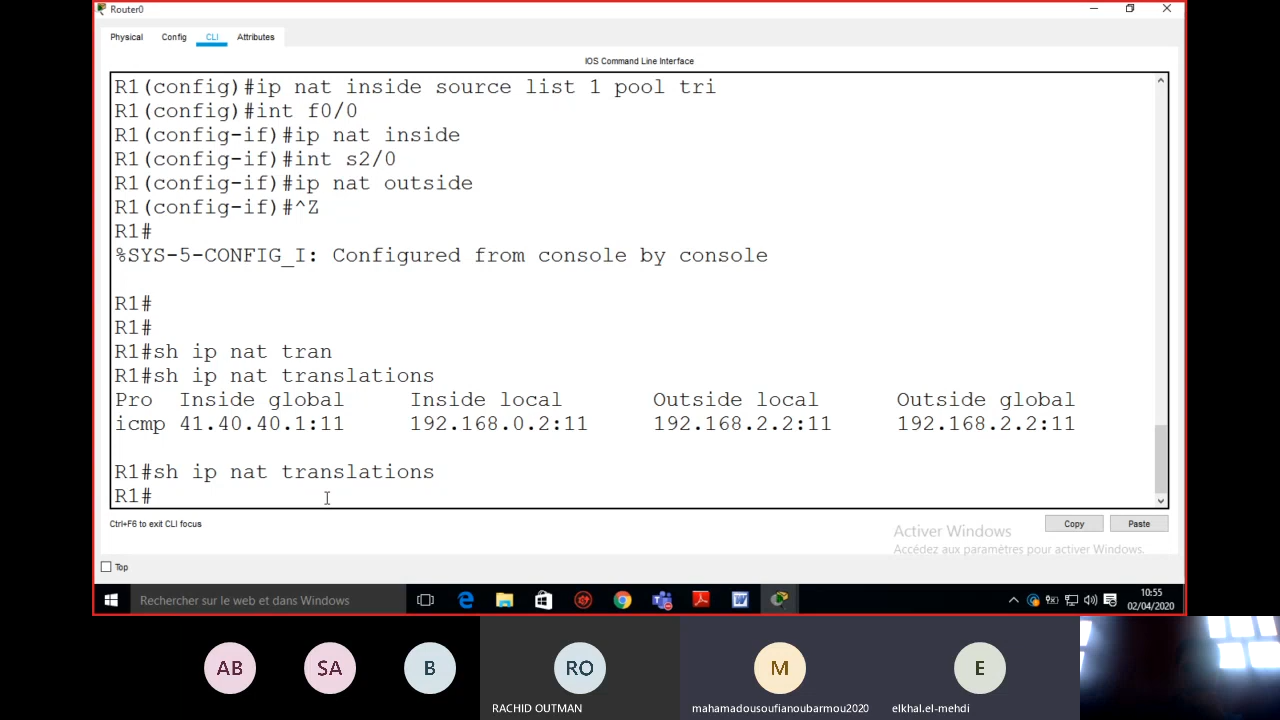 Router0
Physical Config CLI Attributes
IOS Command Line Interface
R1(config)#ip nat inside source list 1 pool tri
R1(config)#int f0/0
R1(config-if)#ip nat inside
R1(config-if)#int s2/0
R1(config-if)#ip nat outside
R1(config-if)#^Z
R1#
%SYS-5-CONFIG_I: Configured from console by console
R1#
R1#
R1#sh ip nat tran
R1#sh ip nat translations
Pro Inside global Inside local Outside local Outside global
icmp 41.40.40.1:11 192.168.0.2:11 192.168.2.2:11 192.168.2.2:11
R1#sh ip nat translations
R1#
Ctrl+F6 to exit CLI focus
Copy Paste
Activer Windows
Accédez aux paramètres pour activer Windows.
Top
Rechercher sur le web et dans Windows
10:55
02/04/2020
AB SA B RO M E
RACHID OUTMAN mahamadousoufianoubarmou2020 elkhal.el-mehdi